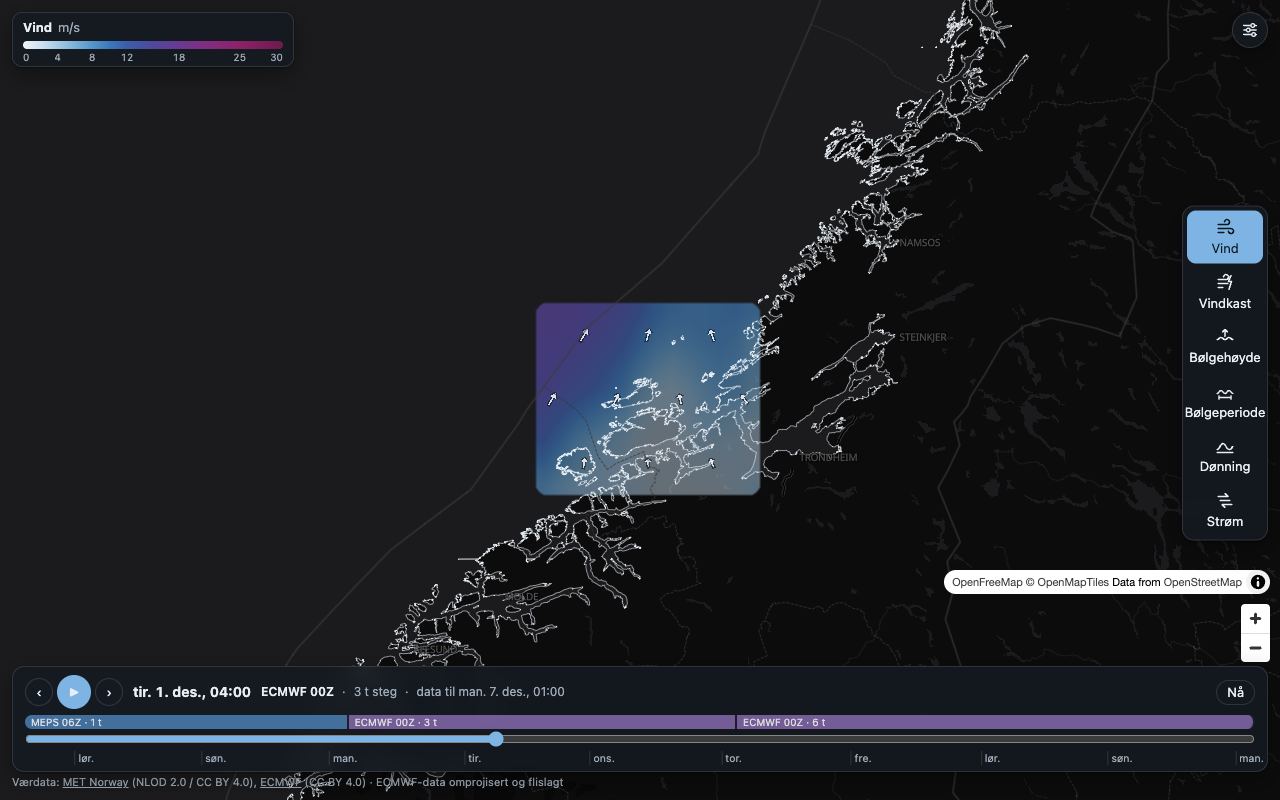 Vind m/s
0 4 8 12 18 25 30
NAMSOS
Vind
Vindkast
STEINKJER
Bølgehøyde
Bølgeperiode
TRONDHEIM
Dønning
Strøm
OpenFreeMap © OpenMapTiles Data from OpenStreetMap
MOLDE
ÅLESUND
+
−
tir. 1. des., 04:00 ECMWF 00Z · 3 t steg · data til man. 7. des., 01:00
Nå
MEPS 06Z · 1 t ECMWF 00Z · 3 t ECMWF 00Z · 6 t
lør. søn. man. tir. ons. tor. fre. lør. søn. man.
Værdata: MET Norway (NLOD 2.0 / CC BY 4.0), ECMWF (CC BY 4.0) · ECMWF-data omprojisert og flislagt